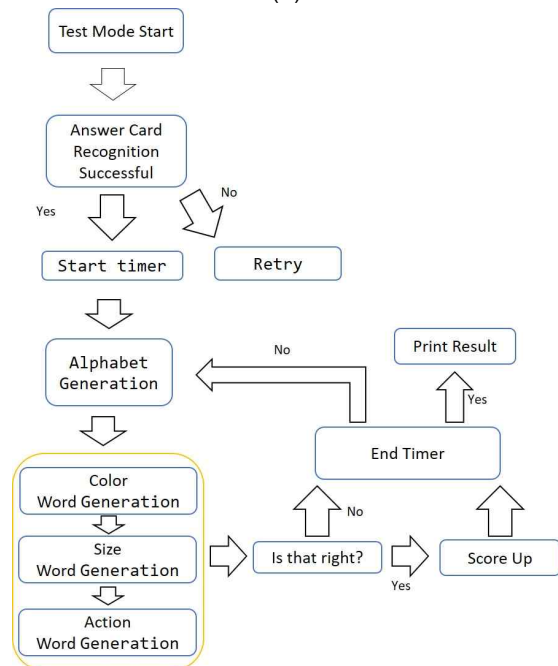 Test Mode Start
Answer Card
Recognition
Successful
Yes
No
Start timer
Retry
Alphabet
Generation
No
Print Result
Yes
End Timer
Color
Word Generation
Size
Word Generation
Action
Word Generation
Is that right?
No
Yes
Score Up